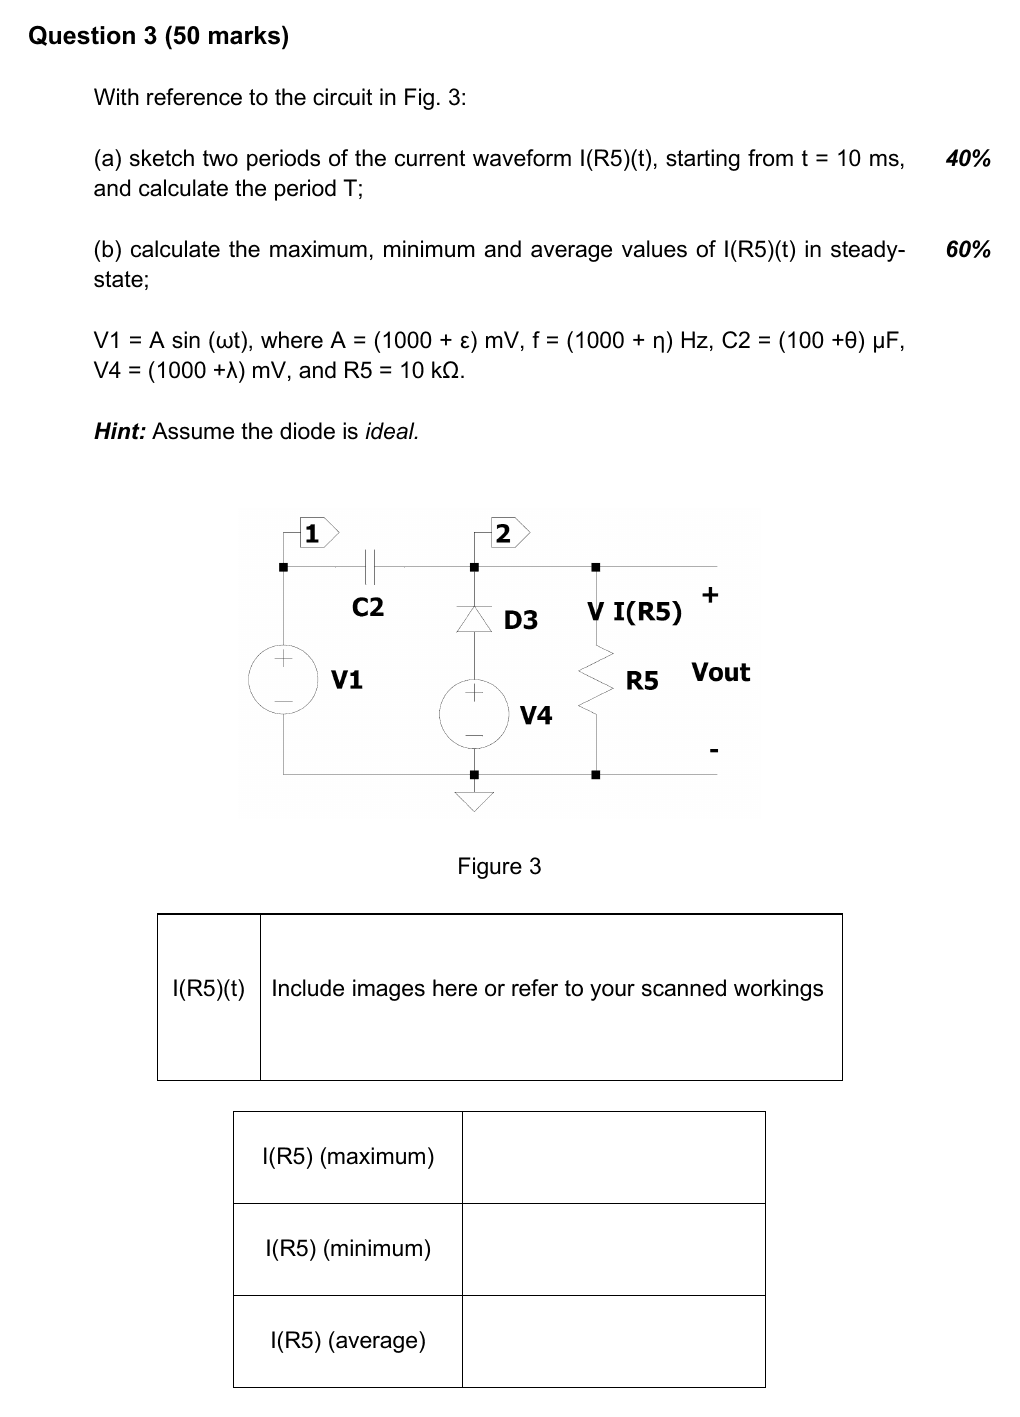 Question 3 (50 marks)
With reference to the circuit in Fig. 3:
(a) sketch two periods of the current waveform I(R5)(t), starting from t = 10 ms, 40%
and calculate the period T;
(b) calculate the maximum, minimum and average values of I(R5)(t) in steady- 60%
state;
V1 = A sin (ωt), where A = (1000 + ε) mV, f = (1000 + η) Hz, C2 = (100 +θ) μF,
V4 = (1000 +λ) mV, and R5 = 10 kΩ.
Hint: Assume the diode is ideal.
1
2
C2
D3
V I(R5)
+
V1
V4
R5
Vout
-
Figure 3
I(R5)(t) Include images here or refer to your scanned workings
I(R5) (maximum)
I(R5) (minimum)
I(R5) (average)